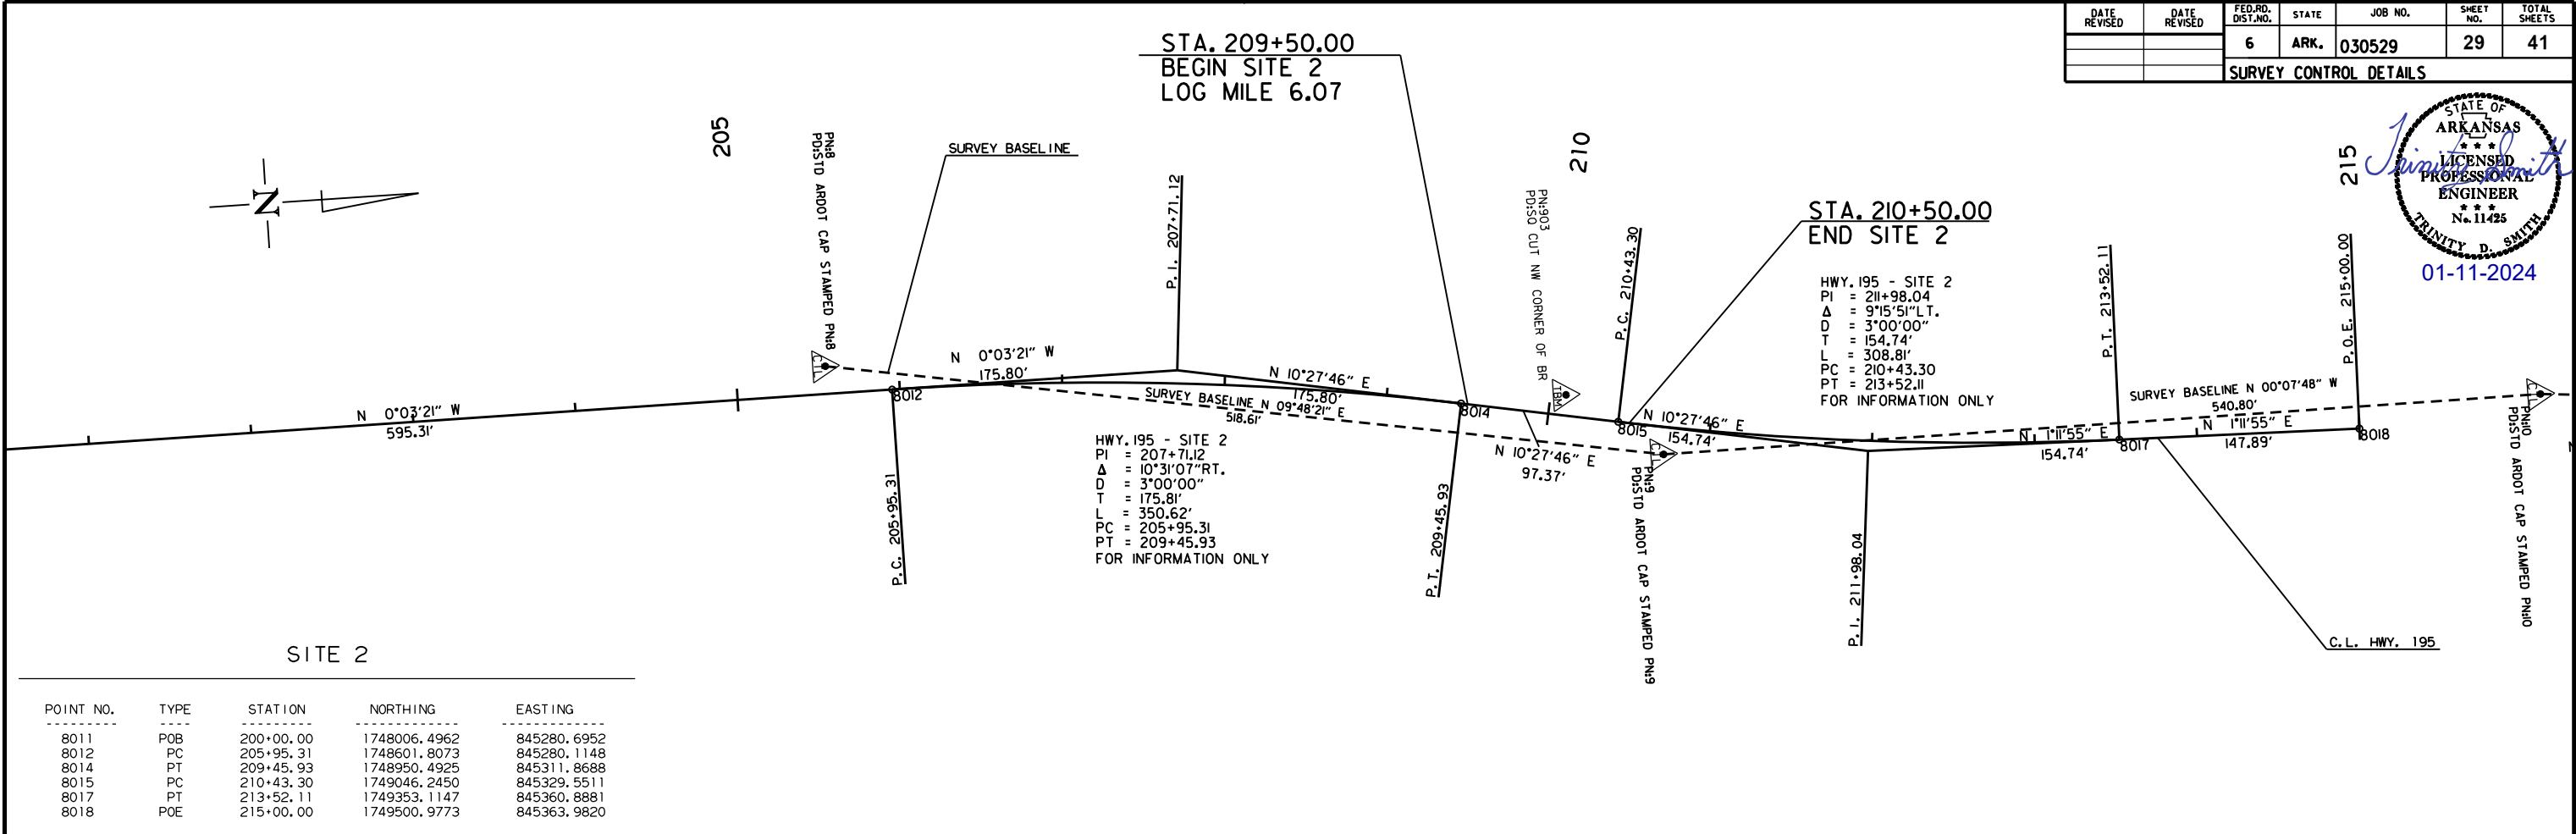 STA. 209+50.00
BEGIN SITE 2
LOG MILE 6.07
DATE REVISED DATE REVISED FED.RD. DIST.NO. STATE JOB NO. SHEET NO. TOTAL SHEETS
6 ARK. 030529 29 41
SURVEY CONTROL DETAILS
STATE OF
ARKANSAS
★ ★ ★
LICENSED
PROFESSIONAL
ENGINEER
★ ★ ★
No. 11425
TRINITY D. SMITH
Trinity Smith
01-11-2024
N
205
210
215
PN:8
PD:STD ARDOT CAP STAMPED PN:8
SURVEY BASELINE
P.I. 207+71.12
PN:903
PD:SQ CUT NW CORNER OF BR
P.C. 210+43.30
STA. 210+50.00
END SITE 2
HWY. 195 - SITE 2
PI = 211+98.04
Δ = 9°15'51"LT.
D = 3°00'00"
T = 154.74'
L = 308.81'
PC = 210+43.30
PT = 213+52.11
FOR INFORMATION ONLY
P.T. 213+52.11
P.O.E. 215+00.00
CTL
N 0°03'21" W
595.31'
8012
N 0°03'21" W
175.80'
N 10°27'46" E
175.80'
SURVEY BASELINE N 09°48'21" E
518.61'
8014
TBM
8015
N 10°27'46" E
154.74'
N 10°27'46" E
97.37'
CTL
N 1°11'55" E
154.74'
8017
N 1°11'55" E
147.89'
8018
SURVEY BASELINE N 00°07'48" W
540.80'
CTL
PN:10
PD:STD ARDOT CAP STAMPED PN:10
N
HWY. 195 - SITE 2
PI = 207+71.12
Δ = 10°31'07"RT.
D = 3°00'00"
T = 175.81'
L = 350.62'
PC = 205+95.31
PT = 209+45.93
FOR INFORMATION ONLY
P.C. 205+95.31
P.T. 209+45.93
PN:9
PD:STD ARDOT CAP STAMPED PN:9
P.I. 211+98.04
C.L. HWY. 195
SITE 2
POINT NO. TYPE STATION NORTHING EASTING
8011 POB 200+00.00 1748006.4962 845280.6952
8012 PC 205+95.31 1748601.8073 845280.1148
8014 PT 209+45.93 1748950.4925 845311.8688
8015 PC 210+43.30 1749046.2450 845329.5511
8017 PT 213+52.11 1749353.1147 845360.8881
8018 POE 215+00.00 1749500.9773 845363.9820